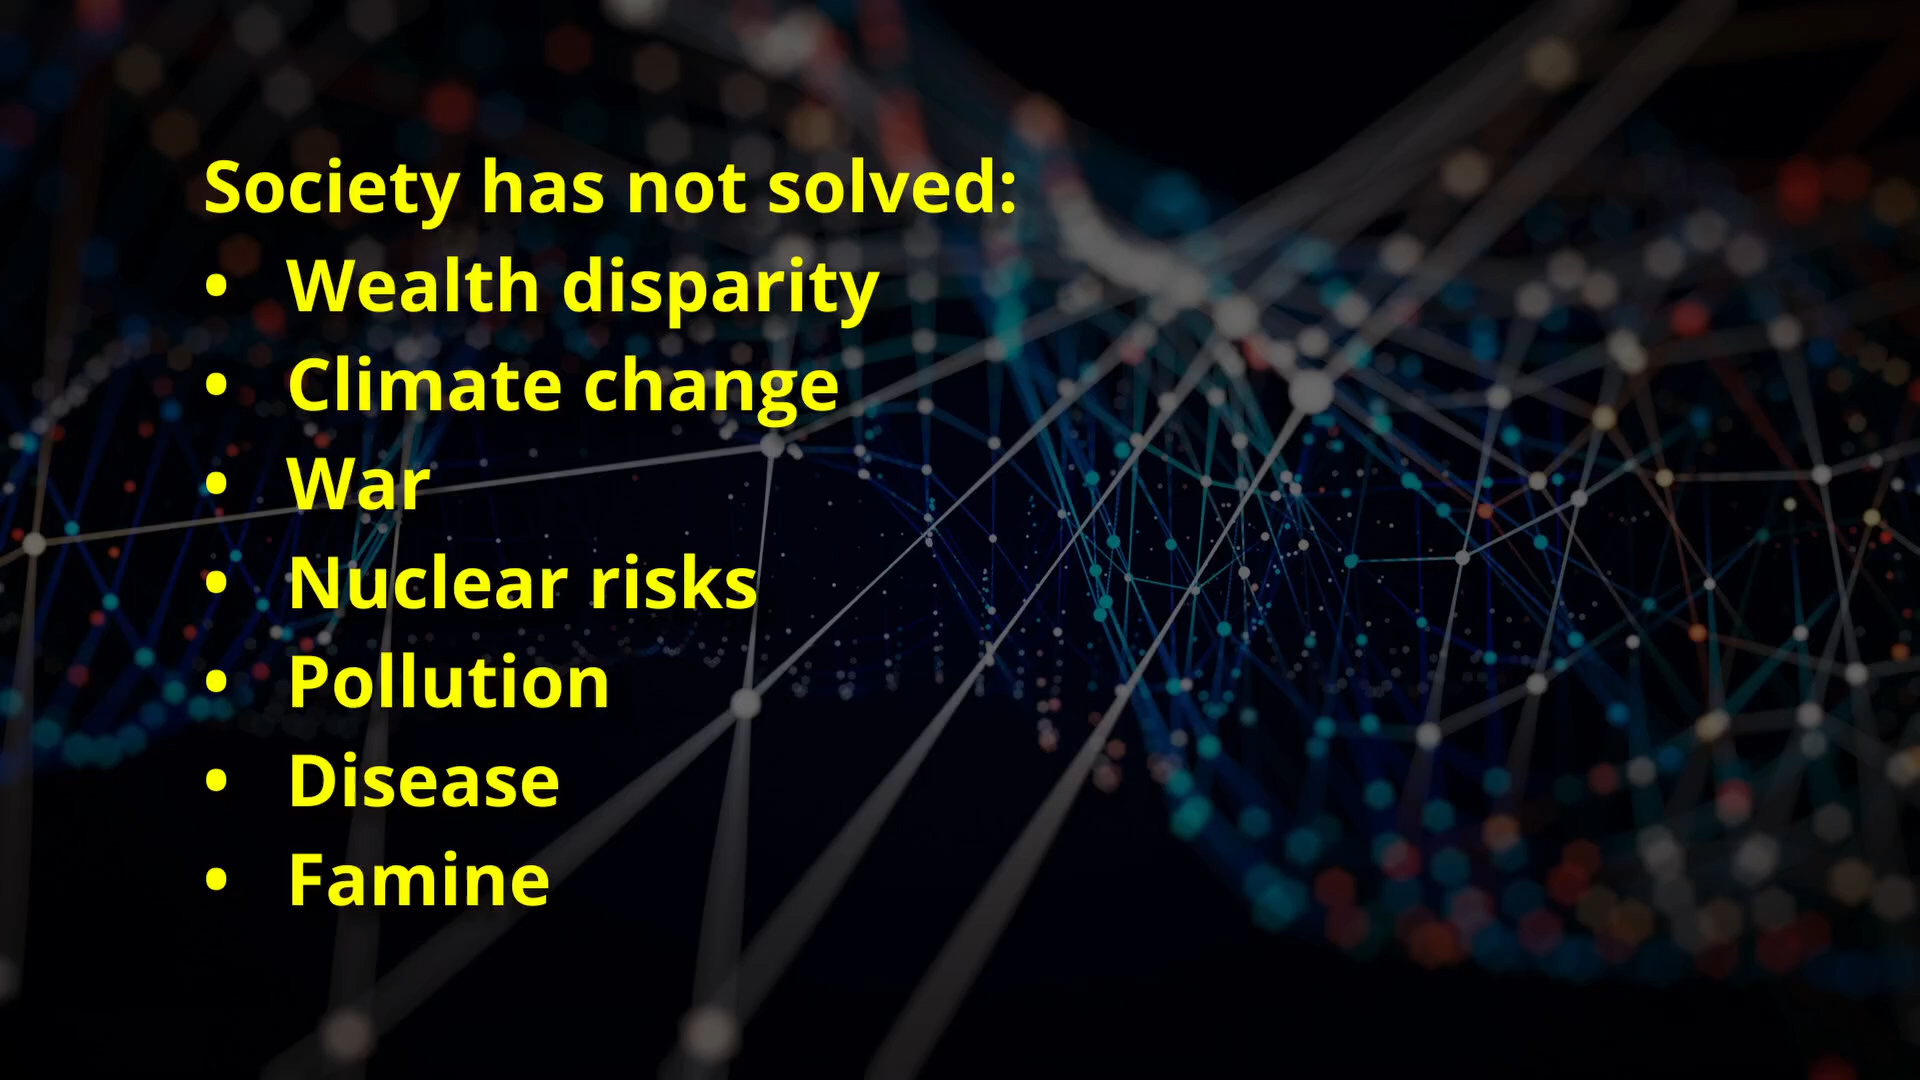 Society has not solved:
• Wealth disparity
• Climate change
• War
• Nuclear risks
• Pollution
• Disease
• Famine